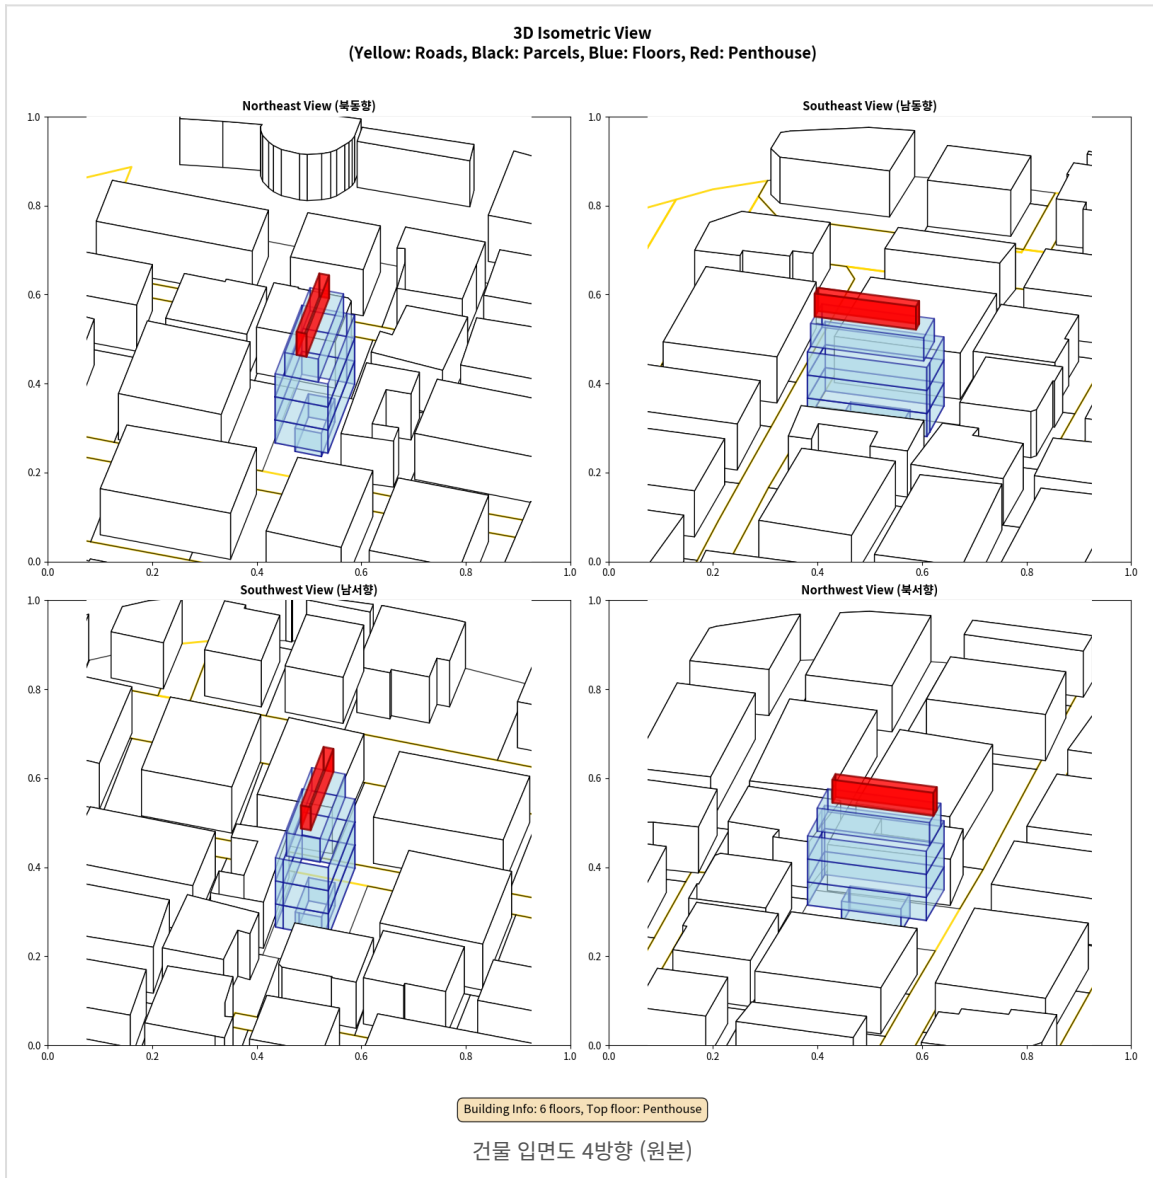 3D Isometric View
(Yellow: Roads, Black: Parcels, Blue: Floors, Red: Penthouse)
Northeast View (북동향)
1.0
0.8
0.6
0.4
0.2
0.0
0.0 0.2 0.4 0.6 0.8 1.0
Southeast View (남동향)
1.0
0.8
0.6
0.4
0.2
0.0
0.0 0.2 0.4 0.6 0.8 1.0
Southwest View (남서향)
1.0
0.8
0.6
0.4
0.2
0.0
0.0 0.2 0.4 0.6 0.8 1.0
Northwest View (북서향)
1.0
0.8
0.6
0.4
0.2
0.0
0.0 0.2 0.4 0.6 0.8 1.0
Building Info: 6 floors, Top floor: Penthouse
건물 입면도 4방향 (원본)